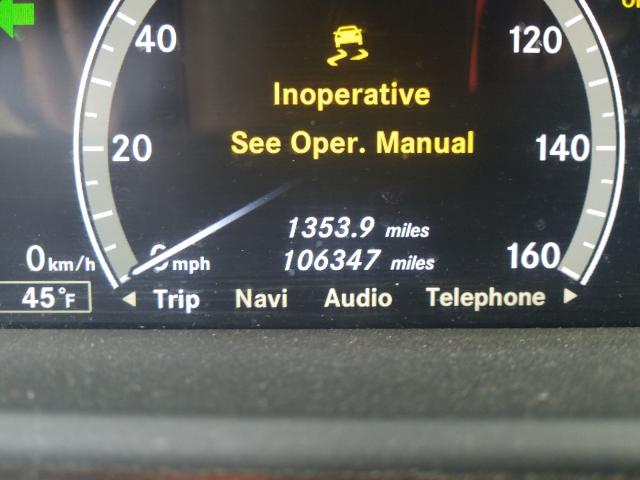 40 120
Inoperative
See Oper. Manual
20 140
1353.9 miles
0 km/h 0 mph 106347 miles 160
45°F Trip Navi Audio Telephone